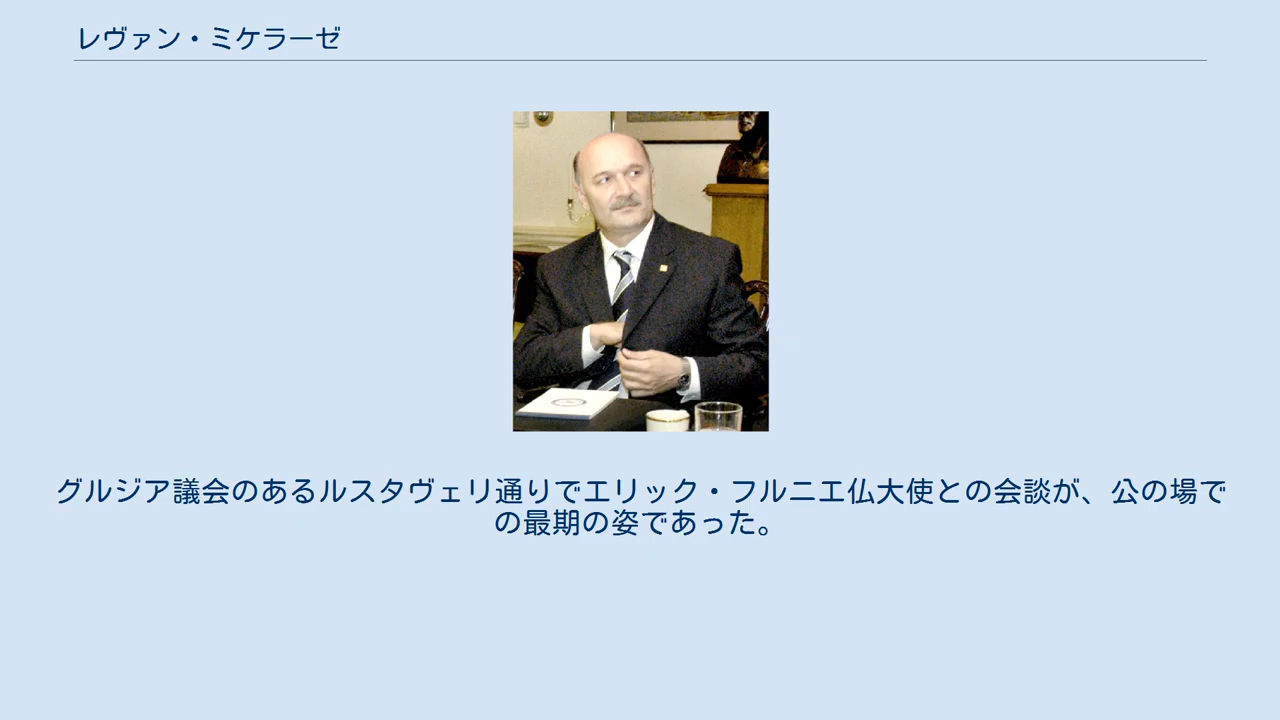 レヴァン・ミケラーゼ
グルジア議会のあるルスタヴェリ通りでエリック・フルニエ仏大使との会談が、公の場で
の最期の姿であった。